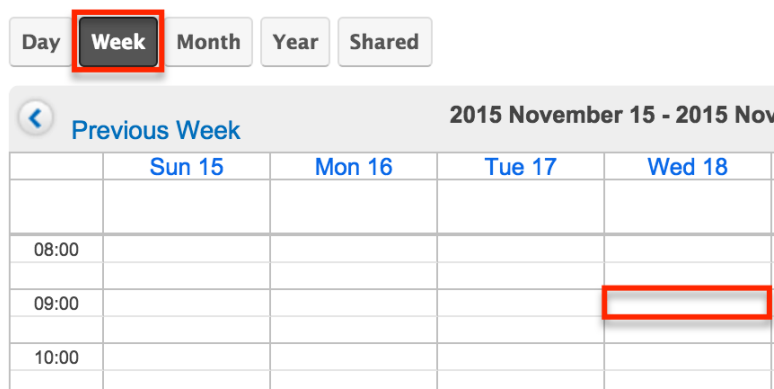 Day Week Month Year Shared
Previous Week 2015 November 15 - 2015 Nov
Sun 15 Mon 16 Tue 17 Wed 18
08:00
09:00
10:00